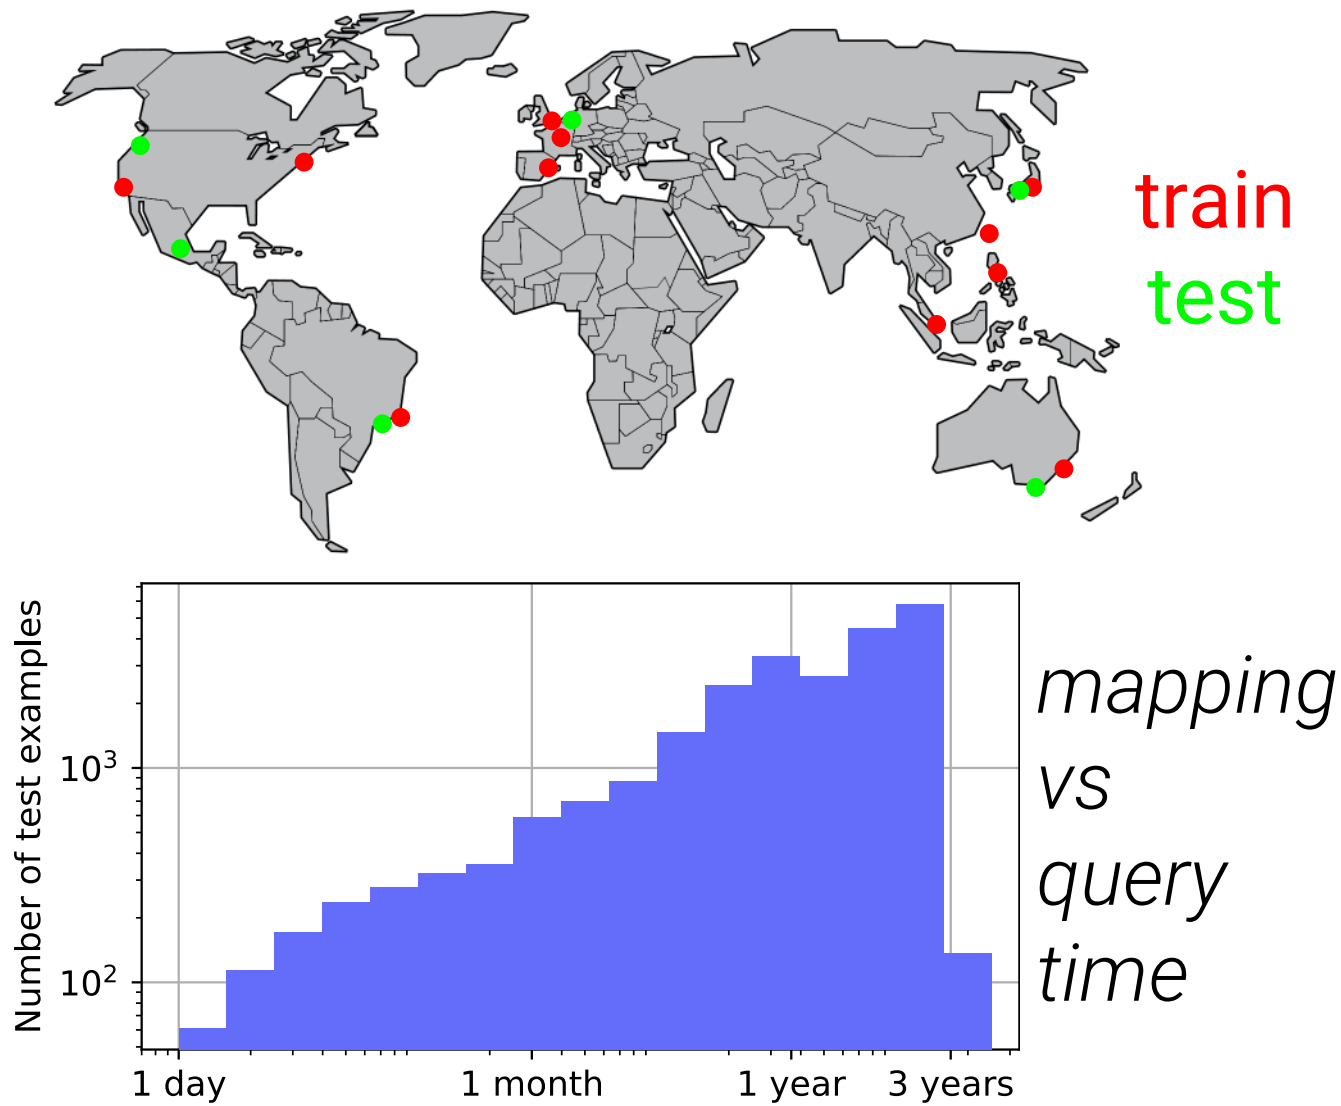 train
test
Number of test examples
10³
10²
1 day
1 month
1 year
3 years
mapping
vs
query
time